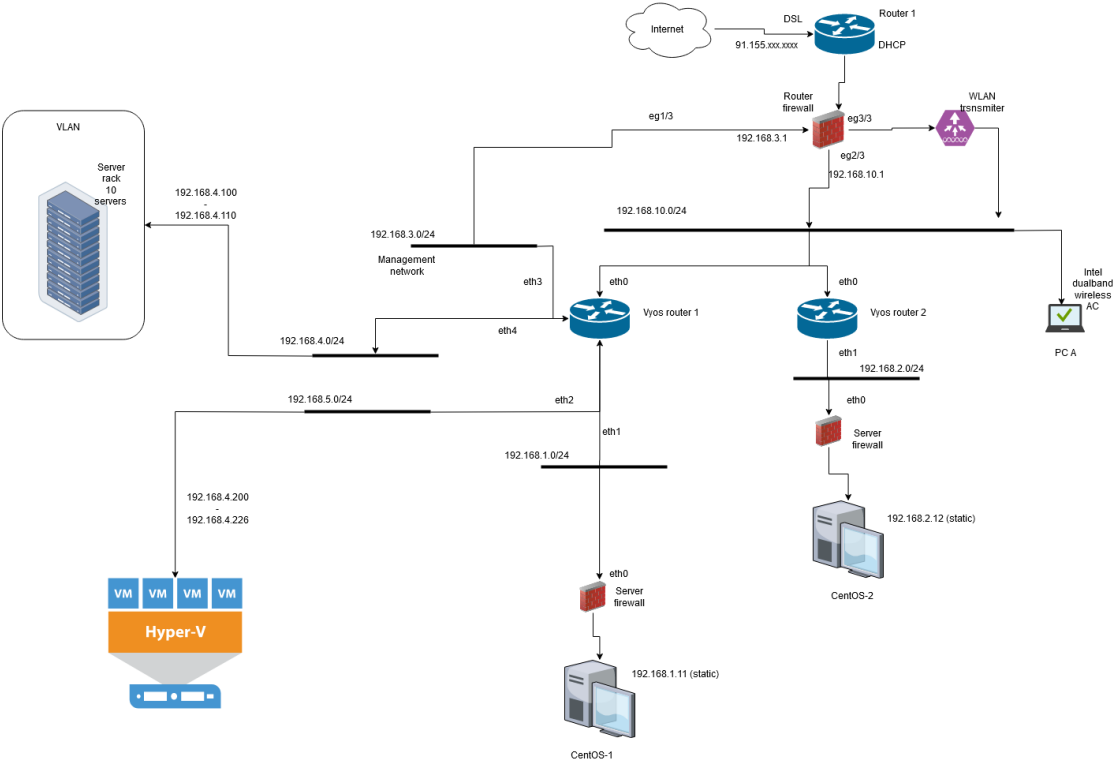 Internet
DSL
91.155.xxx.xxxx
Router 1
DHCP
Router
firewall
eg1/3
192.168.3.1
eg3/3
WLAN
trsnsmiter
eg2/3
192.168.10.1
VLAN
Server
rack
10
servers
192.168.4.100
-
192.168.4.110
192.168.10.0/24
192.168.3.0/24
Management
network
eth3
eth0
eth0
Intel
dualband
wireless
AC
Vyos router 1
Vyos router 2
eth4
192.168.4.0/24
eth1
PC A
192.168.2.0/24
192.168.5.0/24
eth2
eth0
eth1
Server
firewall
192.168.1.0/24
192.168.4.200
-
192.168.4.226
192.168.2.12 (static)
CentOS-2
eth0
Server
firewall
VM
VM
VM
VM
Hyper-V
192.168.1.11 (static)
CentOS-1